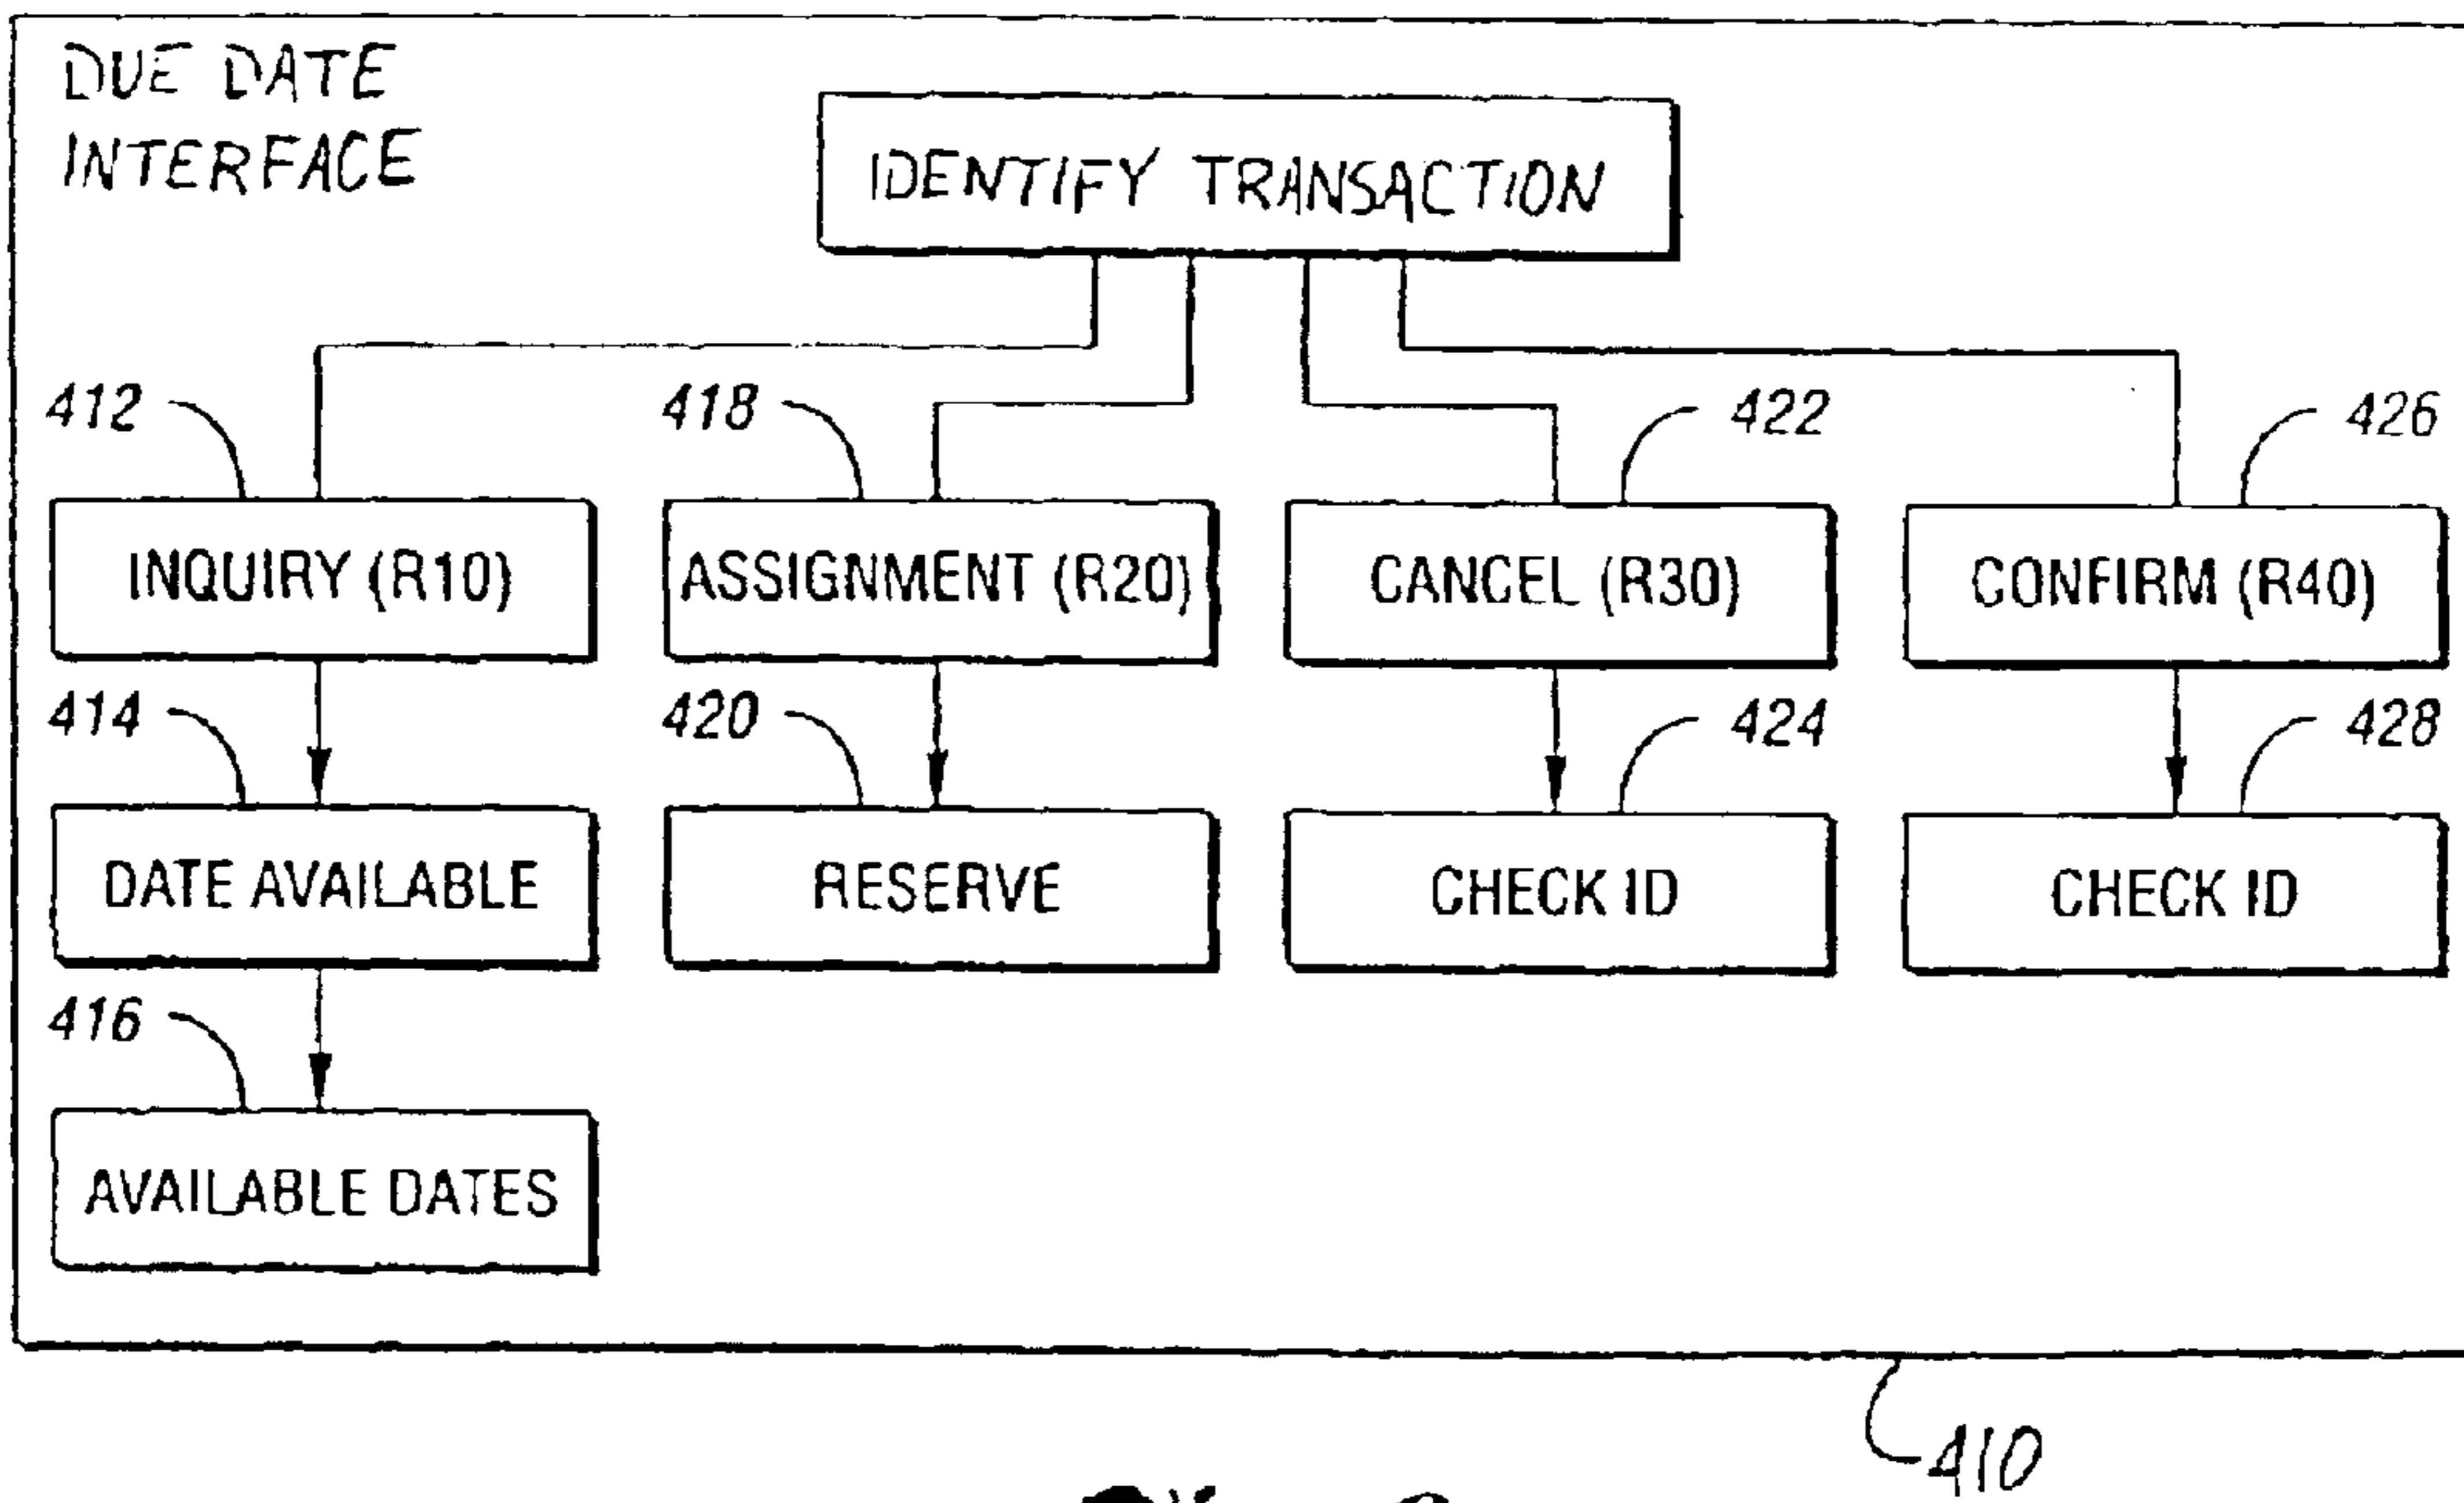 DUE DATE
INTERFACE
IDENTIFY TRANSACTION
412
418
422
426
INQUIRY (R10)
ASSIGNMENT (R20)
CANCEL (R30)
CONFIRM (R40)
414
420
424
428
DATE AVAILABLE
RESERVE
CHECK ID
CHECK ID
416
AVAILABLE DATES
410